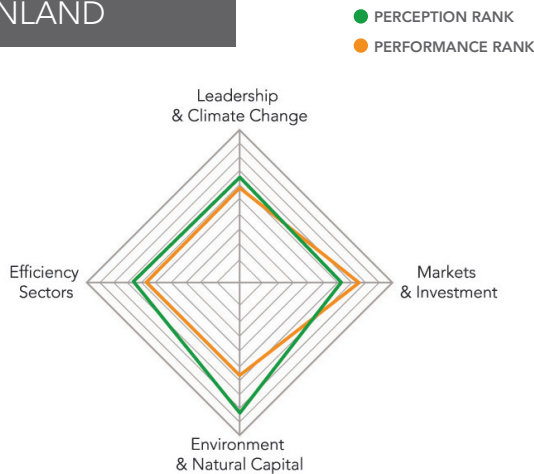 NLAND
PERCEPTION RANK
PERFORMANCE RANK
Leadership
& Climate Change
Efficiency
Sectors
Markets
& Investment
Environment
& Natural Capital